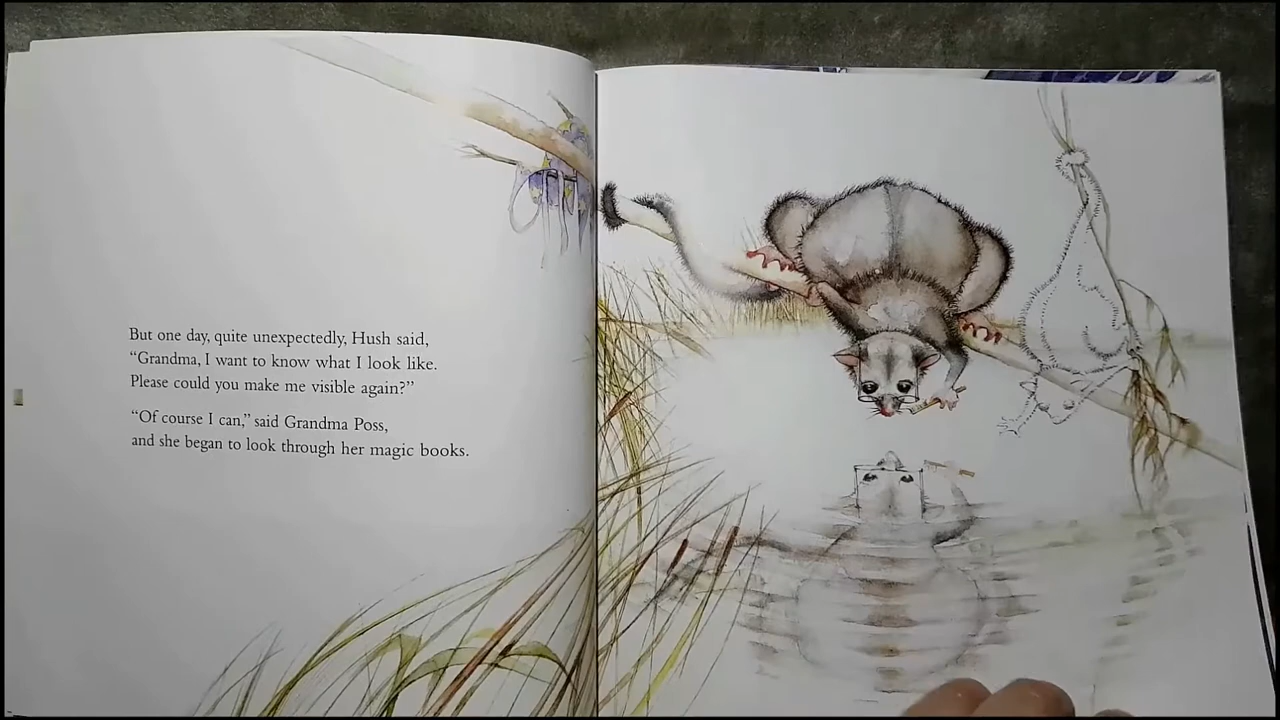 But one day, quite unexpectedly, Hush said,
“Grandma, I want to know what I look like.
Please could you make me visible again?”
“Of course I can,” said Grandma Poss,
and she began to look through her magic books.